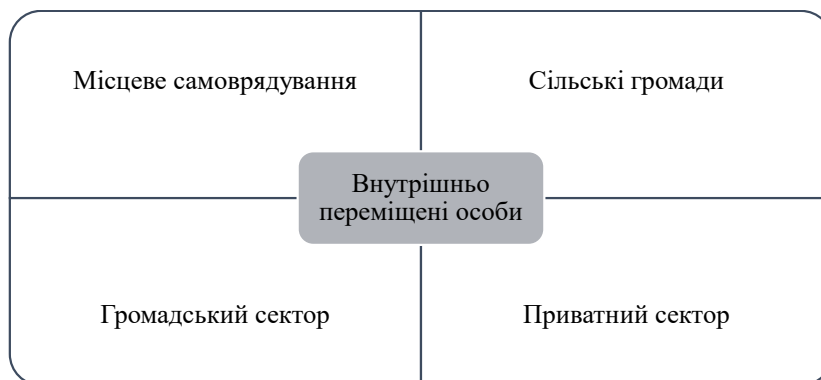 Місцеве самоврядування
Сільські громади
Внутрішньо
переміщені особи
Громадський сектор
Приватний сектор